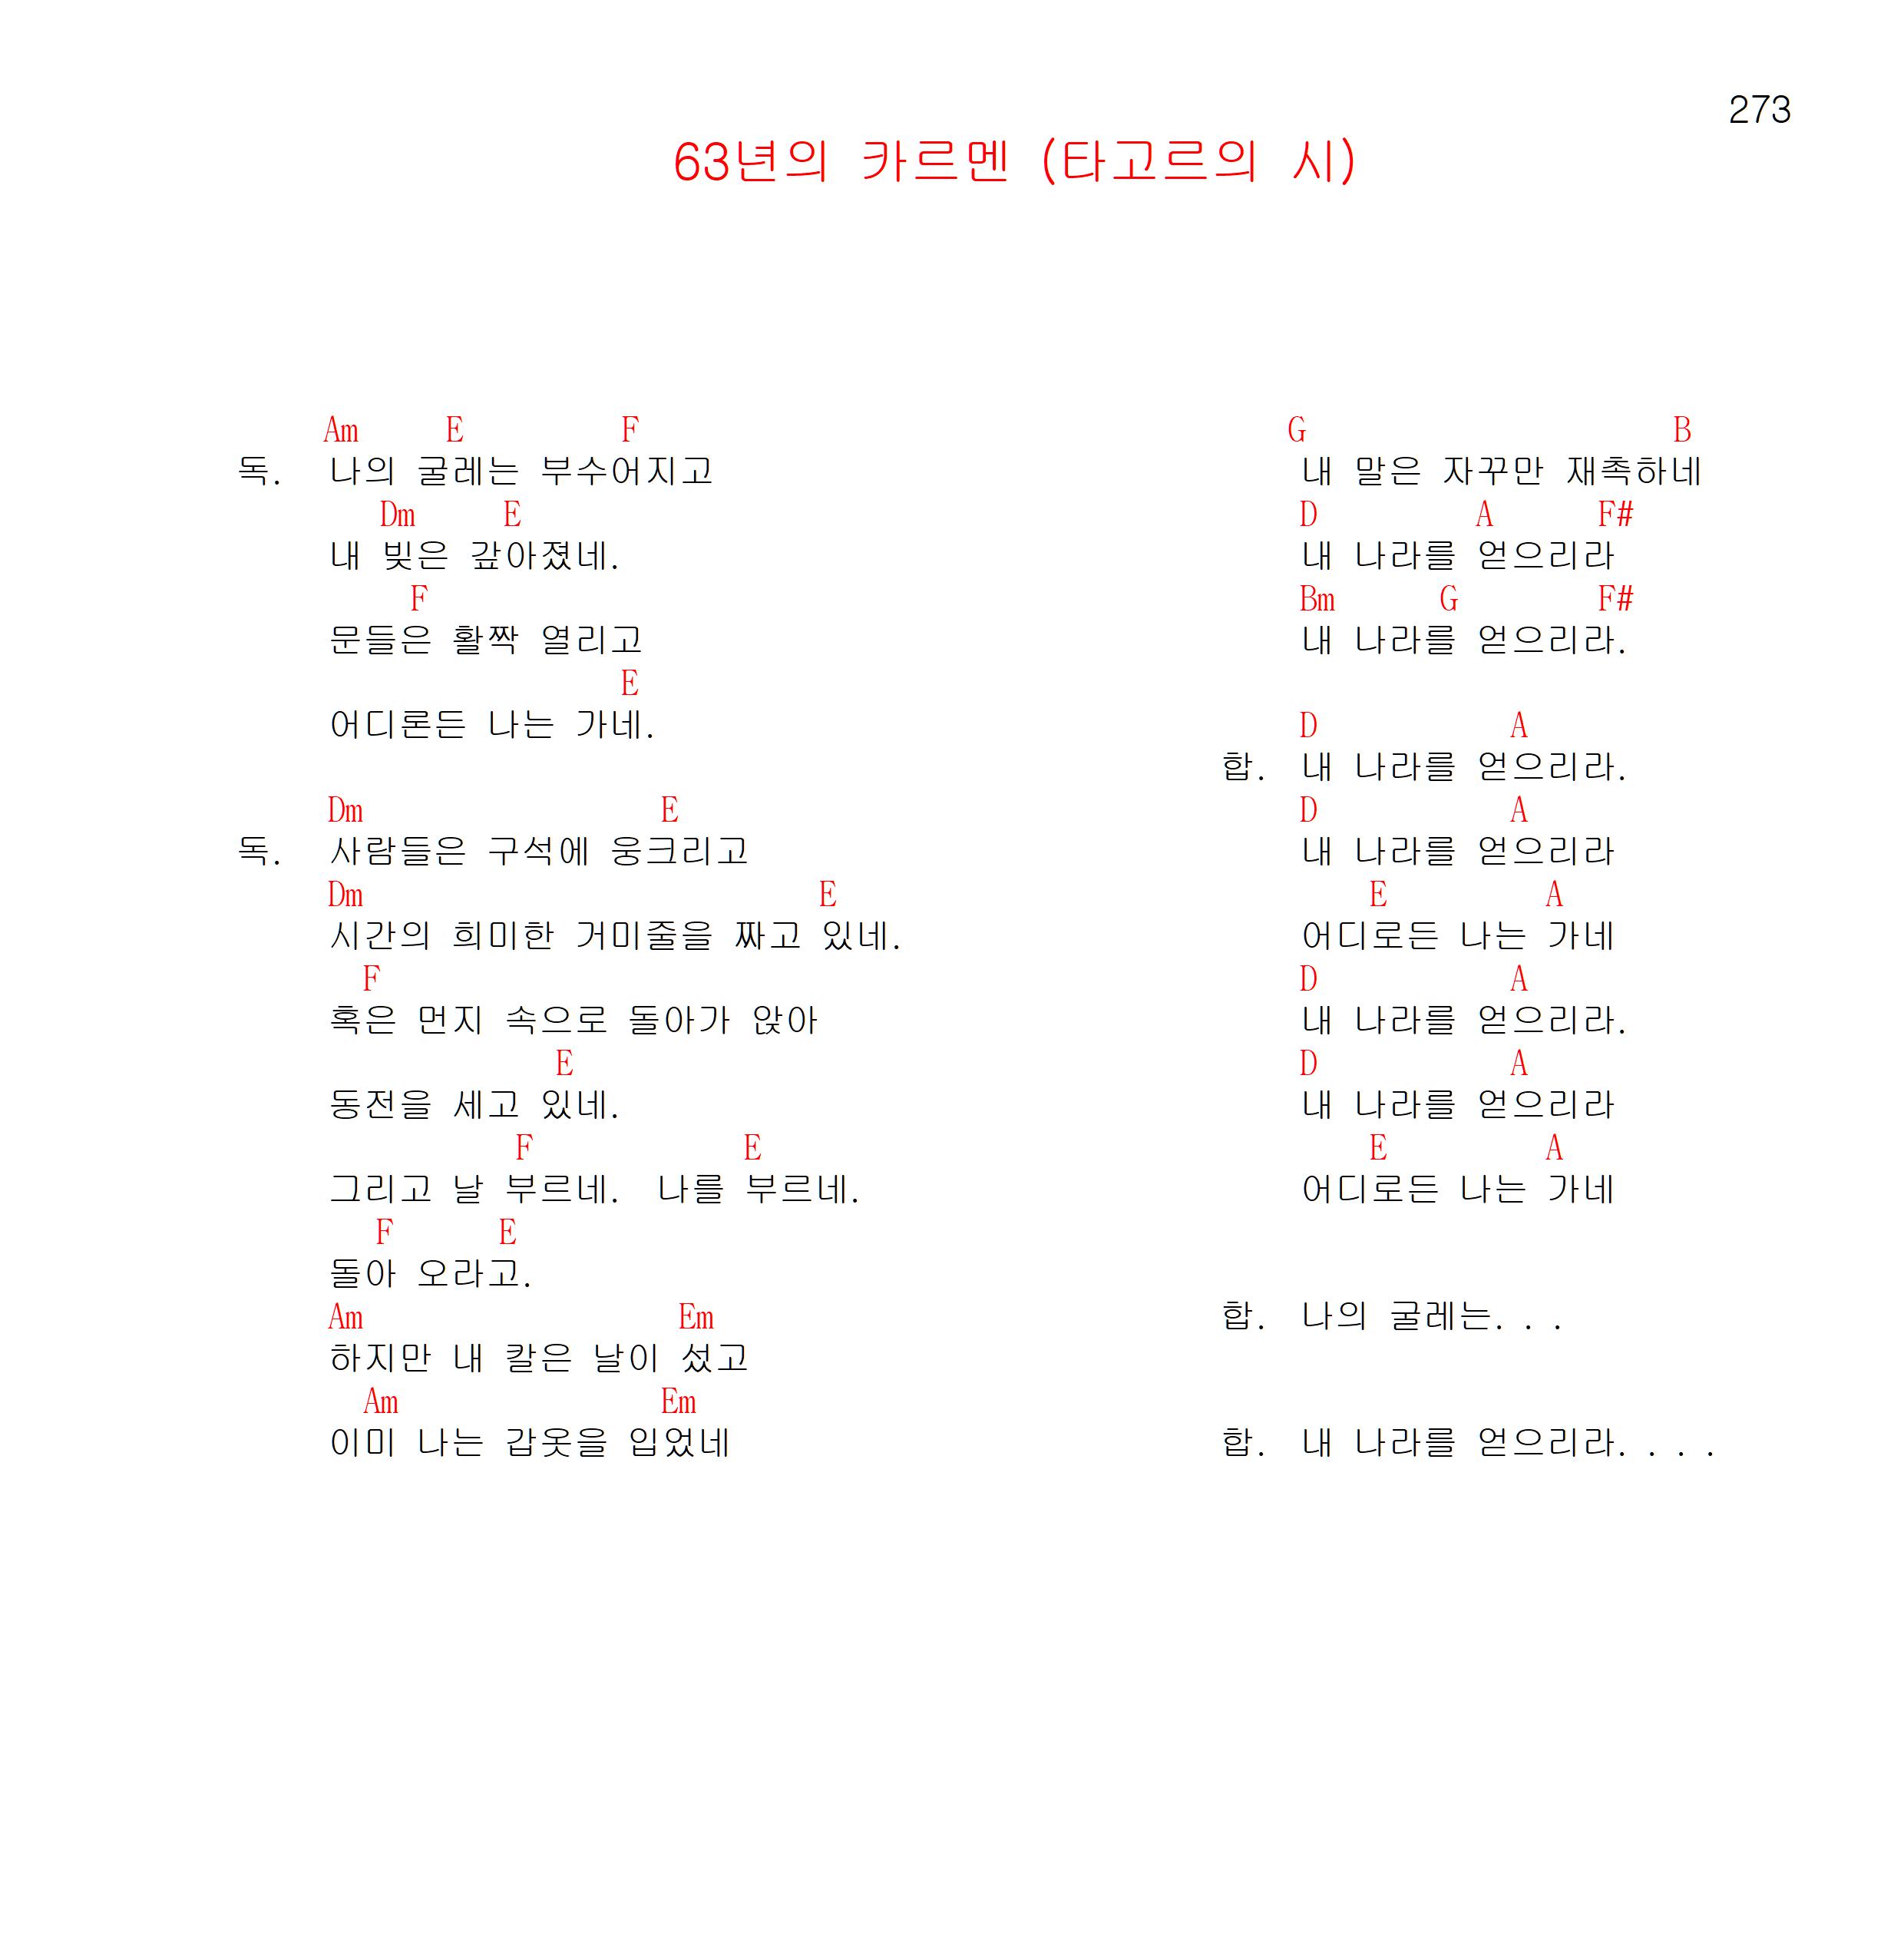 273
63년의 카르멘 (타고르의 시)
Am E F
독. 나의 굴레는 부수어지고
Dm E
내 빚은 갚아졌네.
F
문들은 활짝 열리고
E
어디론든 나는 가네.
Dm E
독. 사람들은 구석에 웅크리고
Dm E
시간의 희미한 거미줄을 짜고 있네.
F
혹은 먼지 속으로 돌아가 앉아
E
동전을 세고 있네.
F E
그리고 날 부르네. 나를 부르네.
F E
돌아 오라고.
Am Em
하지만 내 칼은 날이 섰고
Am Em
이미 나는 갑옷을 입었네
G B
내 말은 자꾸만 재촉하네
D A F#
내 나라를 얻으리라
Bm G F#
내 나라를 얻으리라.
D A
합. 내 나라를 얻으리라.
D A
내 나라를 얻으리라
E A
어디로든 나는 가네
D A
내 나라를 얻으리라.
D A
내 나라를 얻으리라
E A
어디로든 나는 가네
합. 나의 굴레는. . .
합. 내 나라를 얻으리라. . . .